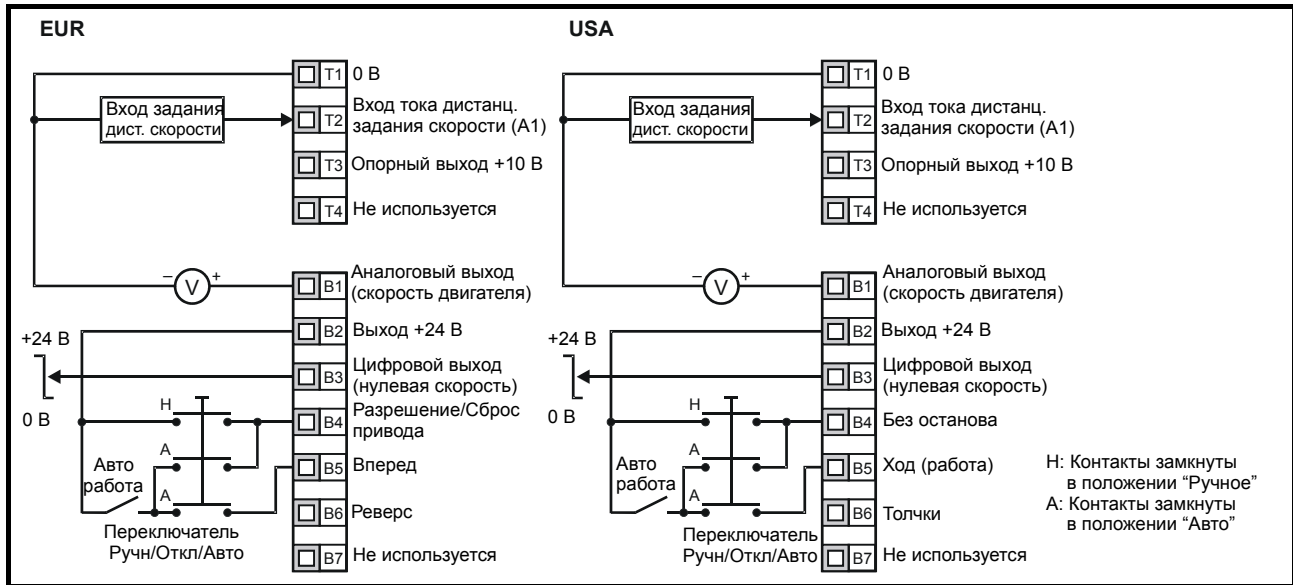 EUR
T1 0 В
Вход задания
дист. скорости
T2 Вход тока дистанц.
задания скорости (A1)
T3 Опорный выход +10 В
T4 Не используется
– V +
B1 Аналоговый выход
(скорость двигателя)
B2 Выход +24 В
+24 В
B3 Цифровой выход
(нулевая скорость)
0 В
H
B4 Разрешение/Сброс
привода
A
Авто
работа
B5 Вперед
A
B6 Реверс
Переключатель
Ручн/Откл/Авто
B7 Не используется
USA
T1 0 В
Вход задания
дист. скорости
T2 Вход тока дистанц.
задания скорости (A1)
T3 Опорный выход +10 В
T4 Не используется
– V +
B1 Аналоговый выход
(скорость двигателя)
B2 Выход +24 В
+24 В
B3 Цифровой выход
(нулевая скорость)
0 В
H
B4 Без останова
A
Авто
работа
B5 Ход (работа)
A
B6 Толчки
Переключатель
Ручн/Откл/Авто
B7 Не используется
H: Контакты замкнуты
в положении “Ручное”
A: Контакты замкнуты
в положении “Авто”